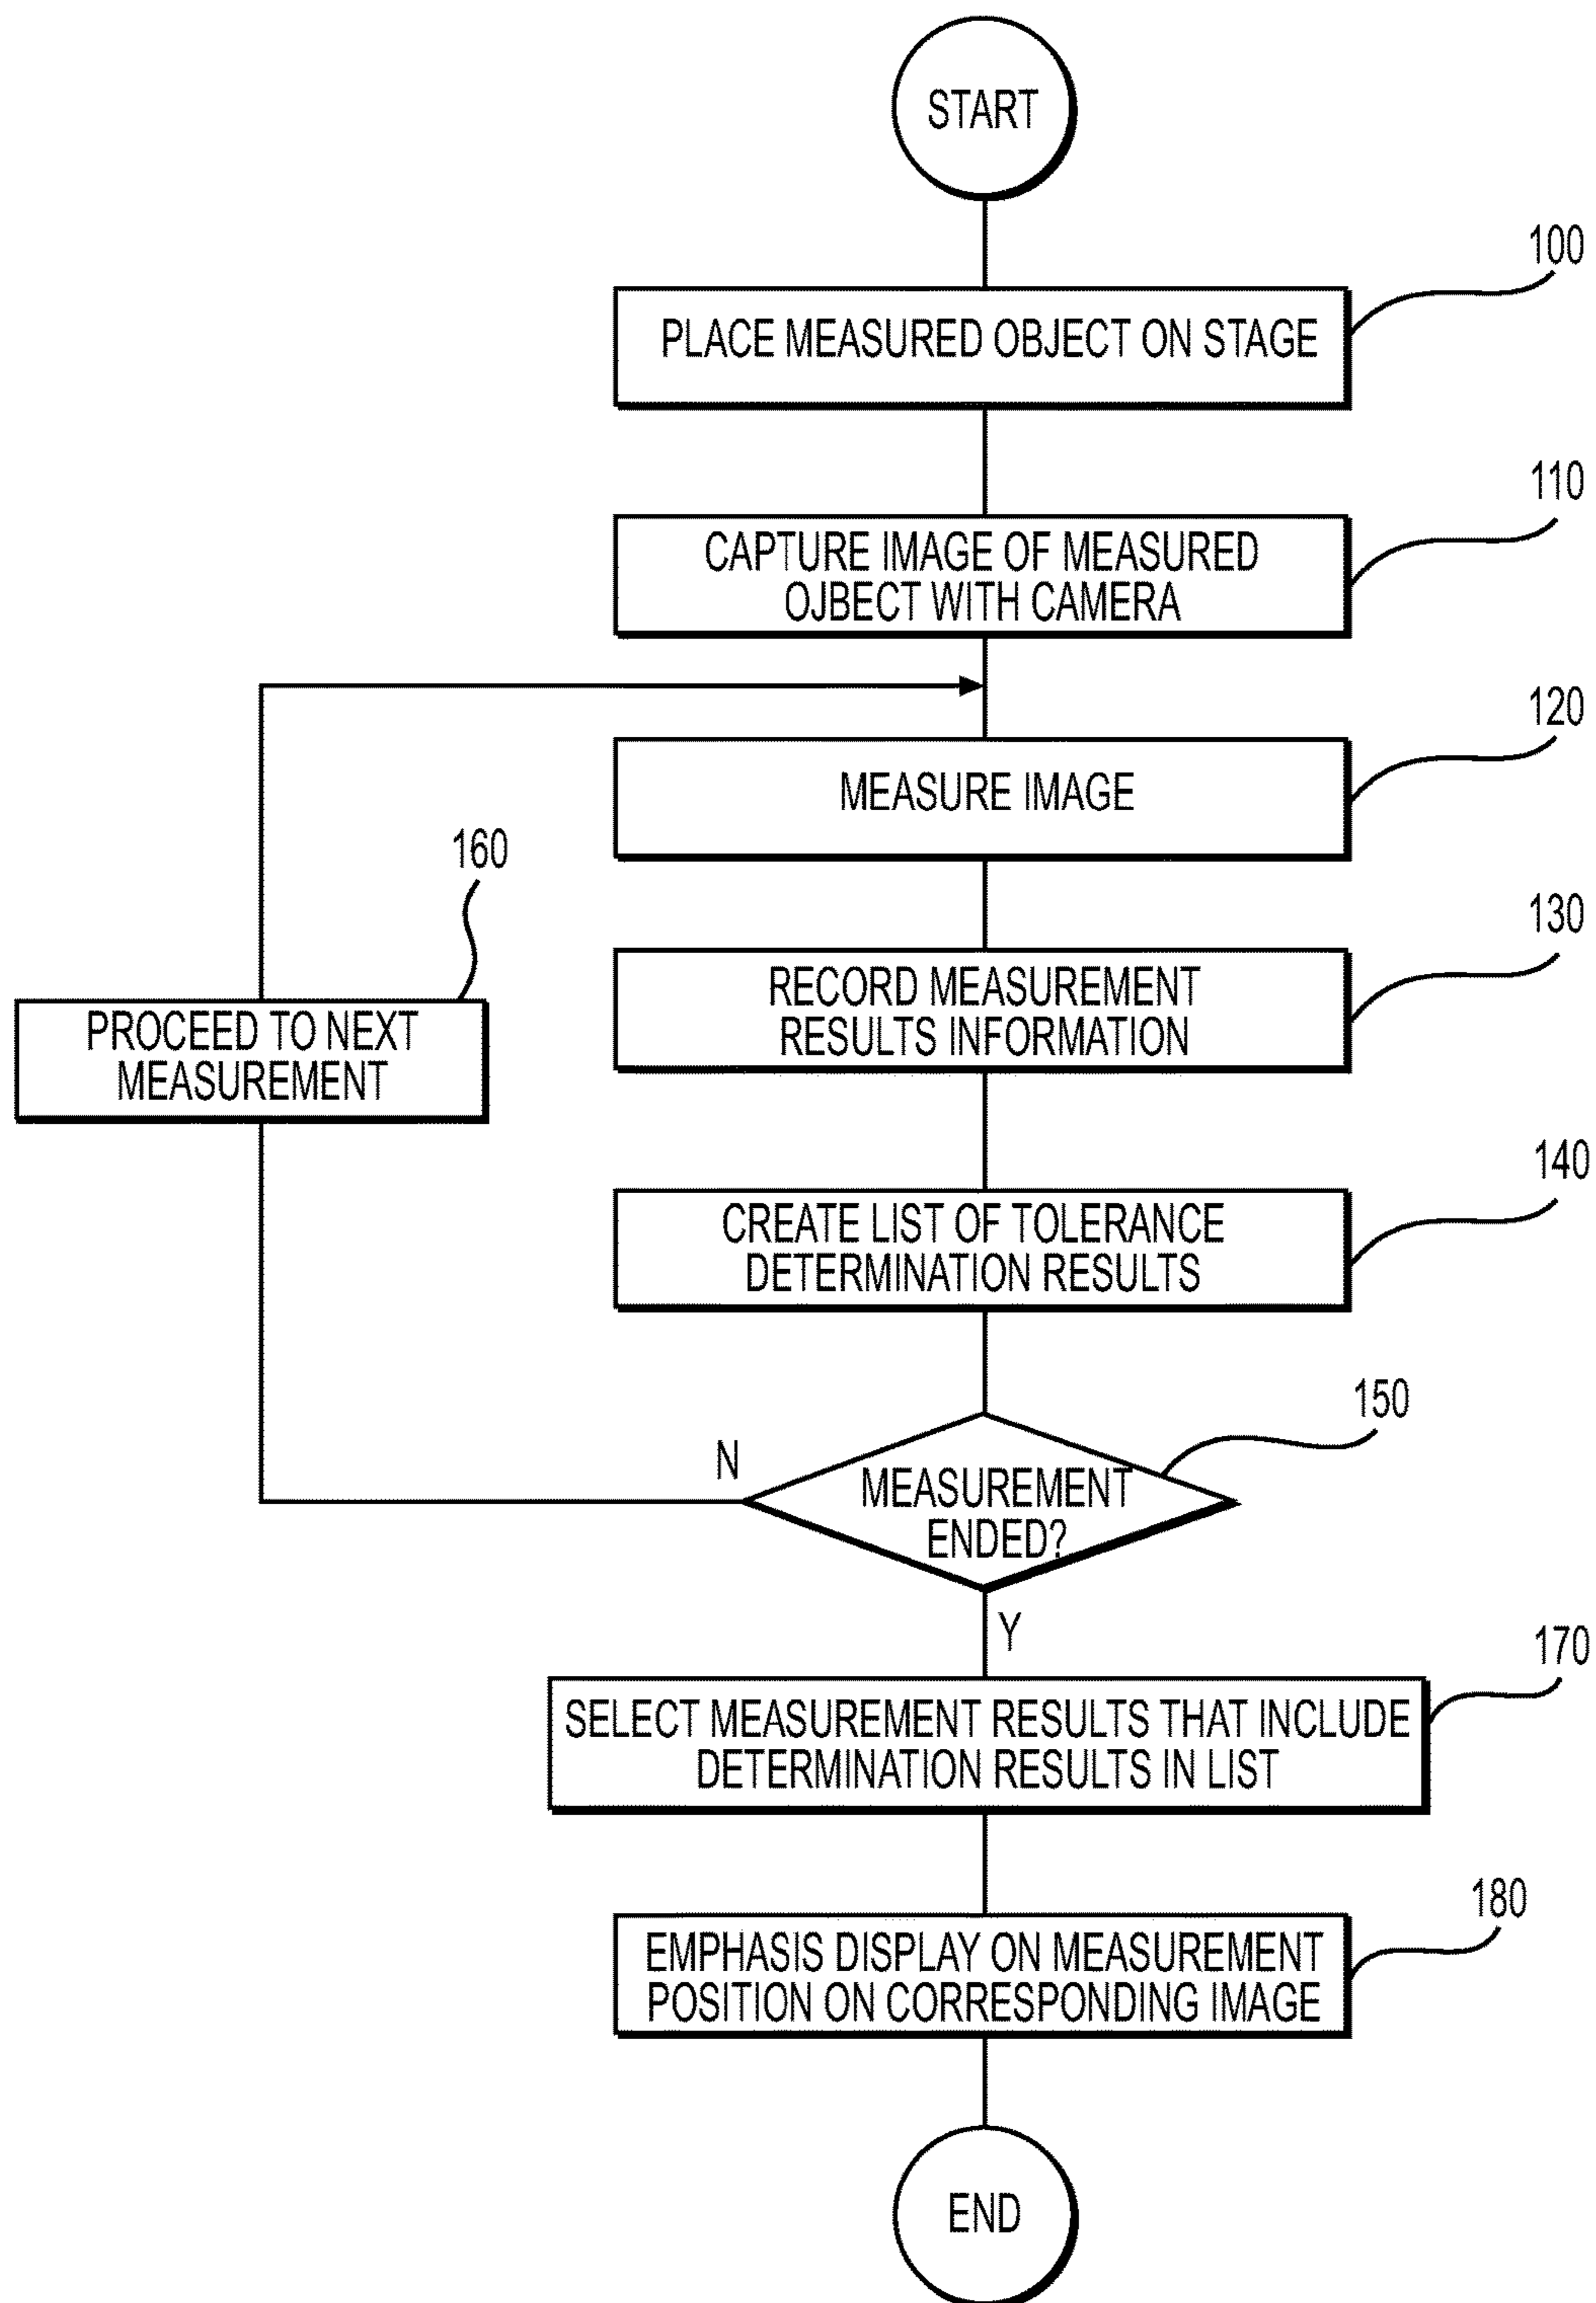 START
100
PLACE MEASURED OBJECT ON STAGE
110
CAPTURE IMAGE OF MEASURED
OJBECT WITH CAMERA
120
MEASURE IMAGE
160
130
RECORD MEASUREMENT
RESULTS INFORMATION
PROCEED TO NEXT
MEASUREMENT
140
CREATE LIST OF TOLERANCE
DETERMINATION RESULTS
150
N
MEASUREMENT
ENDED?
Y
170
SELECT MEASUREMENT RESULTS THAT INCLUDE
DETERMINATION RESULTS IN LIST
180
EMPHASIS DISPLAY ON MEASUREMENT
POSITION ON CORRESPONDING IMAGE
END